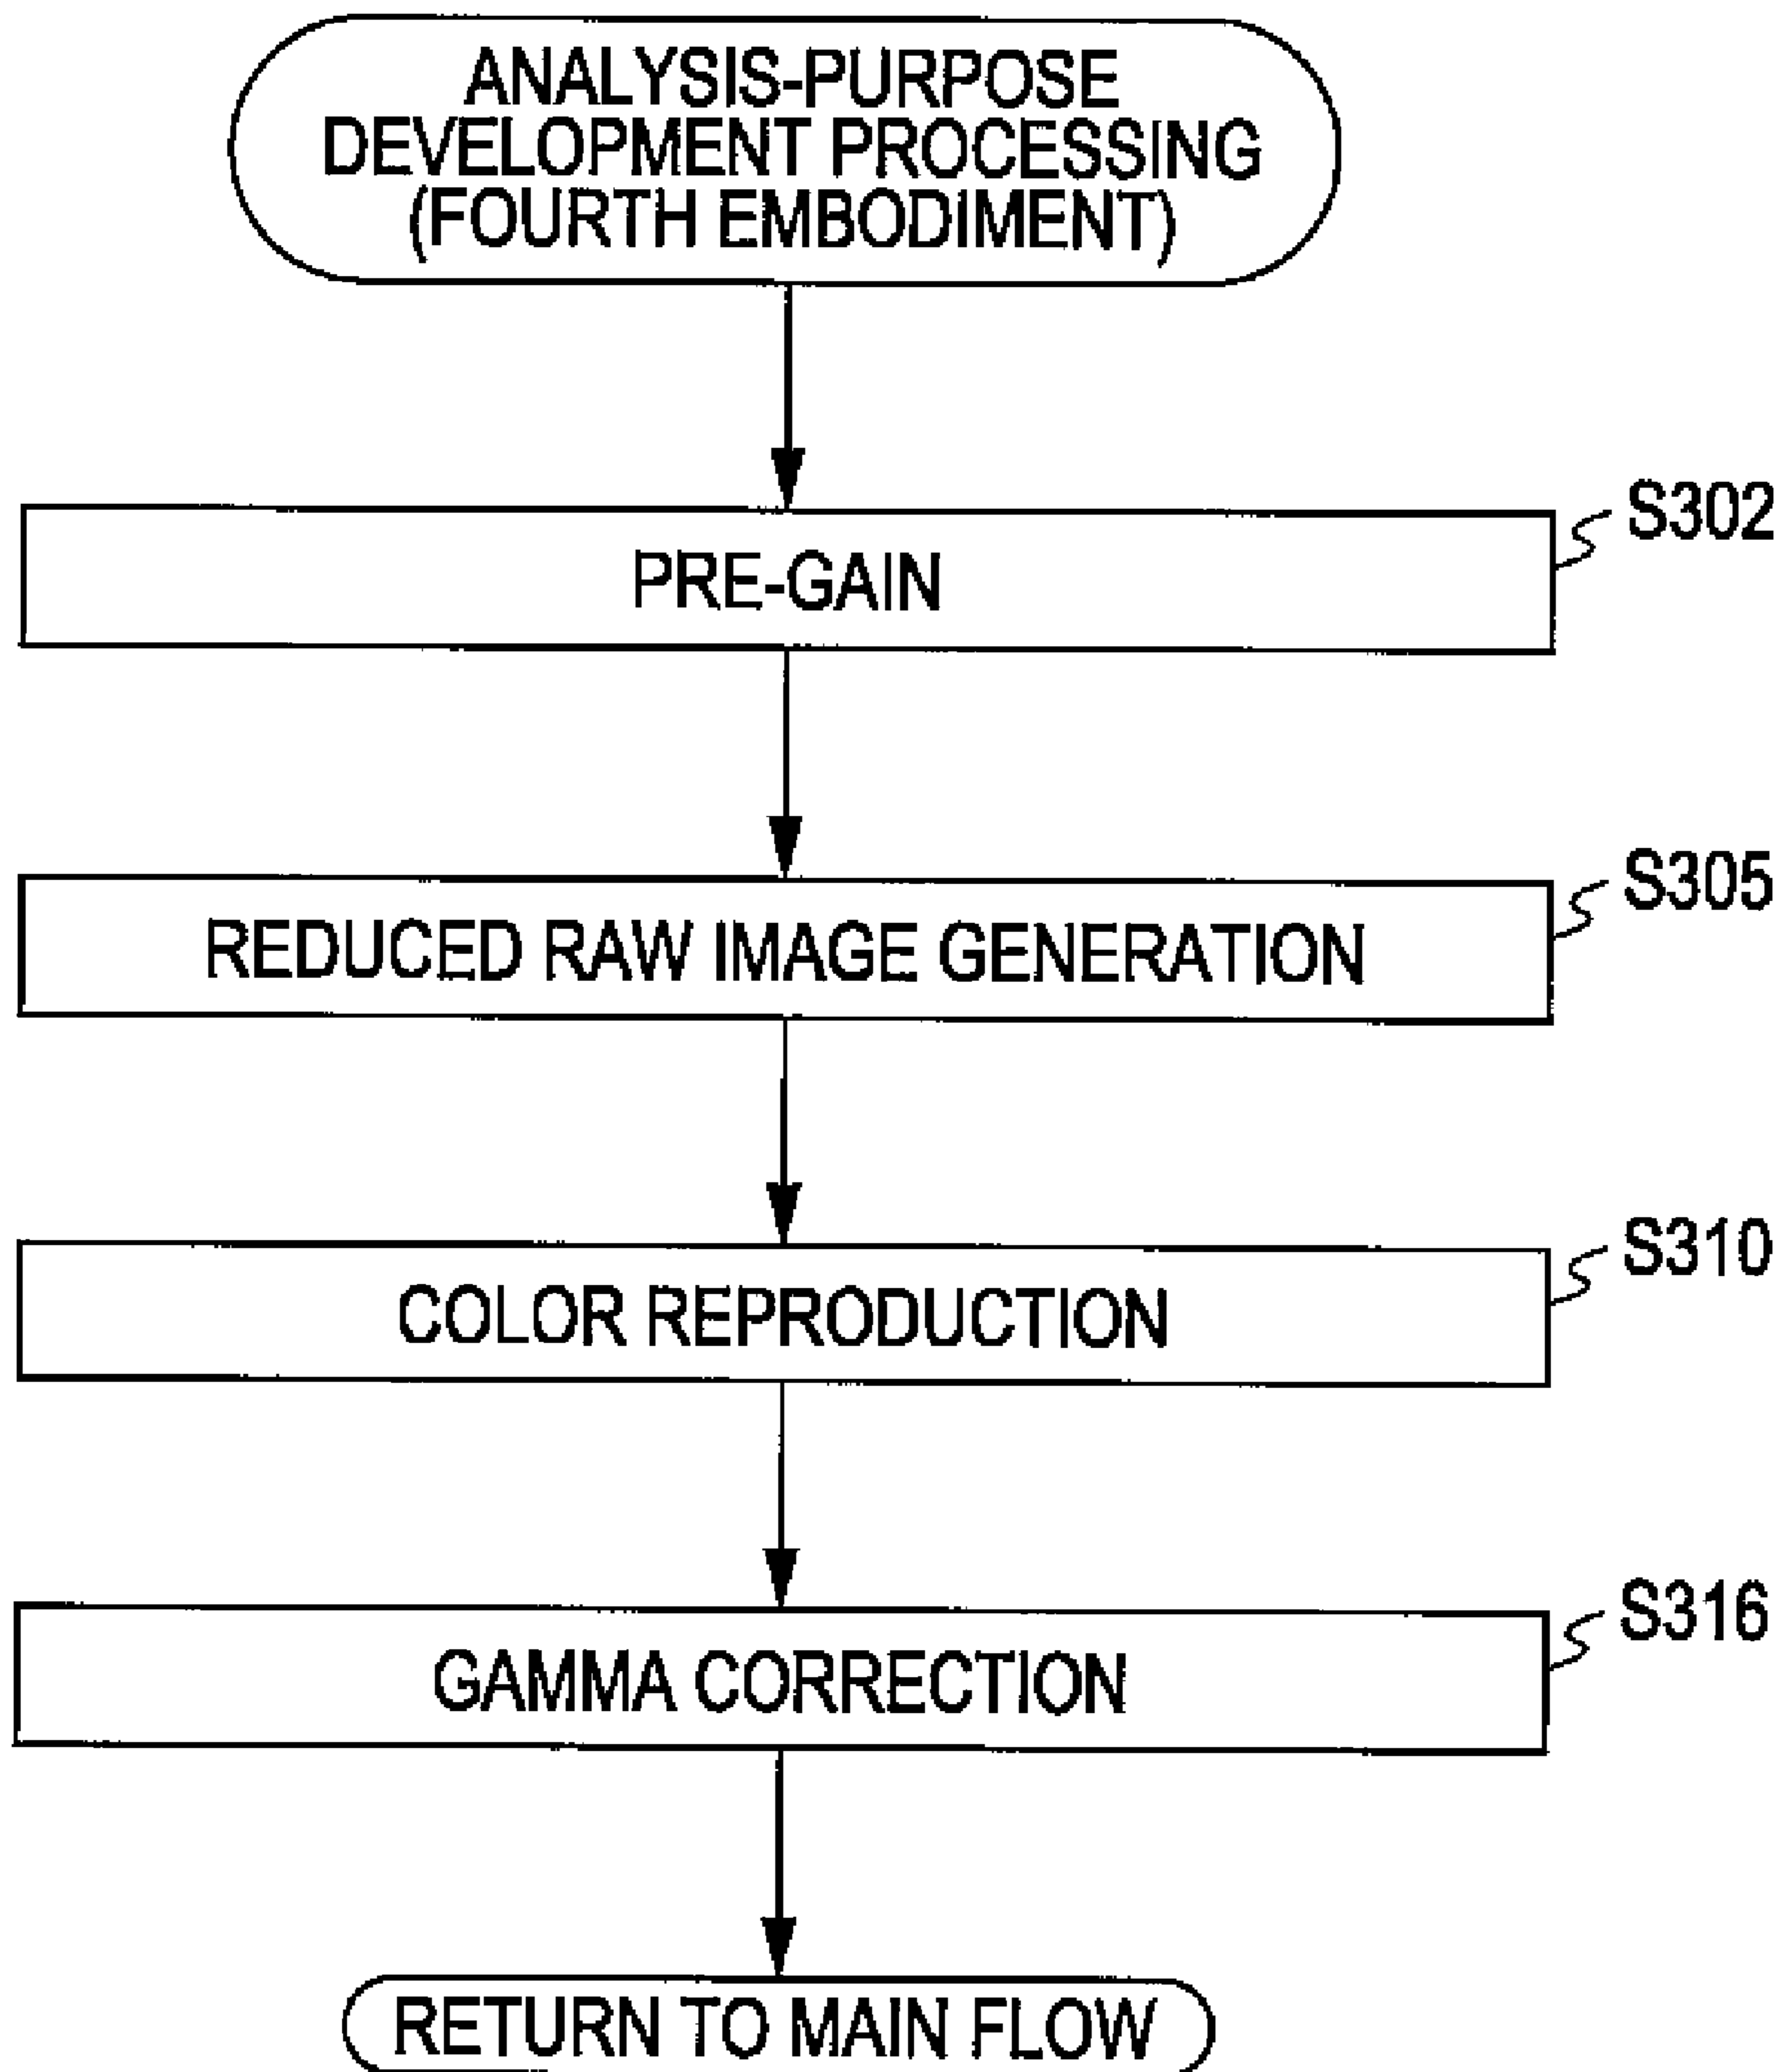 ANALYSIS-PURPOSE
DEVELOPMENT PROCESSING
(FOURTH EMBODIMENT)
S302
PRE-GAIN
S305
REDUCED RAW IMAGE GENERATION
S310
COLOR REPRODUCTION
S316
GAMMA CORRECTION
RETURN TO MAIN FLOW